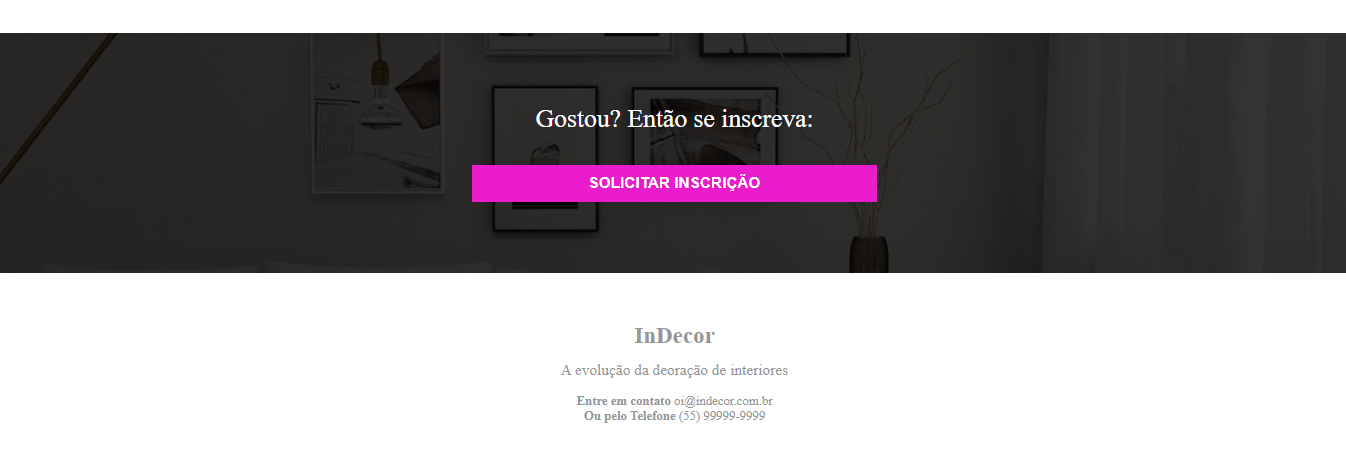 Gostou? Então se inscreva:
SOLICITAR INSCRIÇÃO
InDecor
A evolução da deoração de interiores
Entre em contato oi@indecor.com.br
Ou pelo Telefone (55) 99999-9999